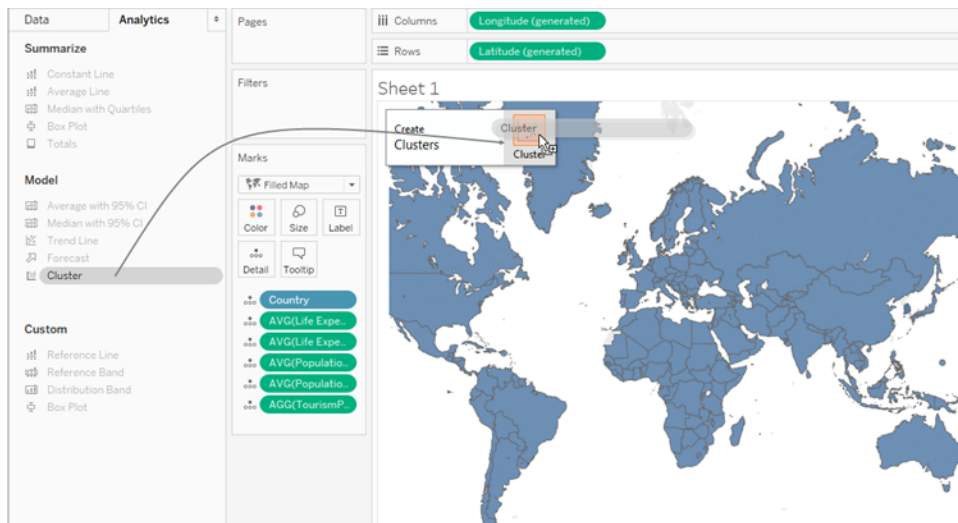 Data
Analytics
Summarize
Constant Line
Average Line
Median with Quartiles
Box Plot
Totals
Model
Average with 95% CI
Median with 95% CI
Trend Line
Forecast
Cluster
Custom
Reference Line
Reference Band
Distribution Band
Box Plot
Pages
Filters
Marks
Filled Map
Color
Size
Label
Detail
Tooltip
Country
AVG(Life Expe..
AVG(Life Expe..
AVG(Populatio..
AVG(Populatio..
AGG(TourismP..
Columns
Longitude (generated)
Rows
Latitude (generated)
Sheet 1
Create
Clusters
Cluster
Cluster